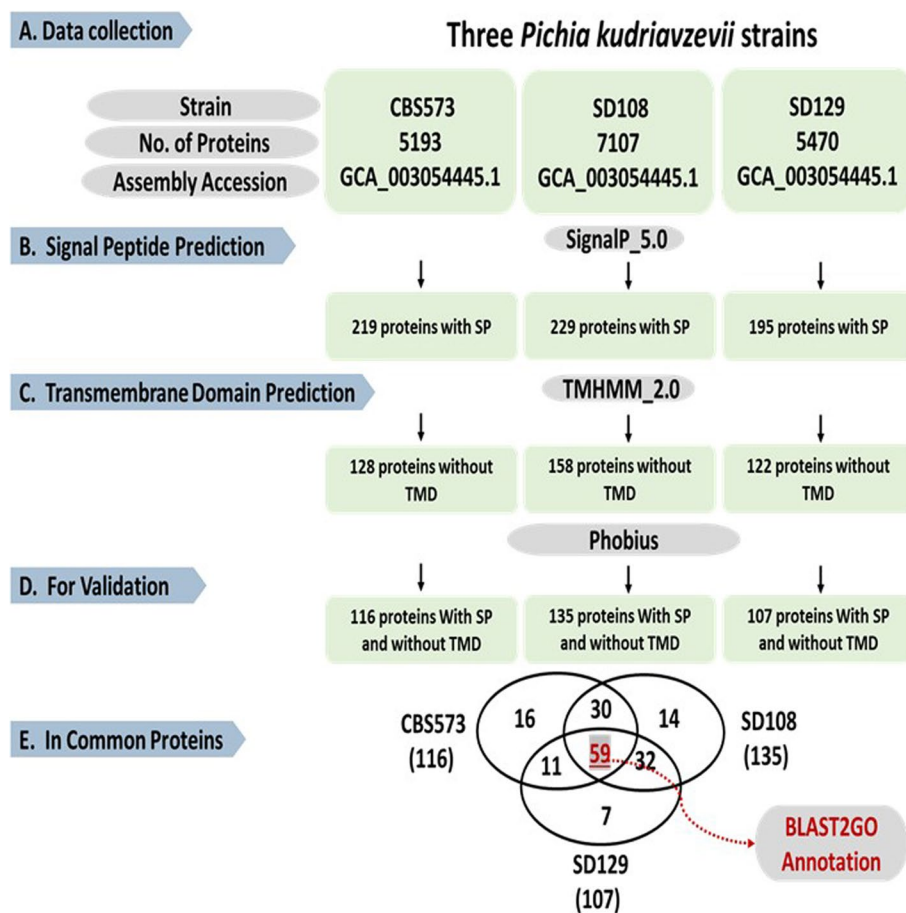 A. Data collection
Three Pichia kudriavzevii strains
Strain
CBS573
SD108
SD129
No. of Proteins
5193
7107
5470
Assembly Accession
GCA_003054445.1
GCA_003054445.1
GCA_003054445.1
B. Signal Peptide Prediction
SignalP_5.0
219 proteins with SP
229 proteins with SP
195 proteins with SP
C. Transmembrane Domain Prediction
TMHMM_2.0
128 proteins without
TMD
158 proteins without
TMD
122 proteins without
TMD
Phobius
D. For Validation
116 proteins With SP
and without TMD
135 proteins With SP
and without TMD
107 proteins With SP
and without TMD
E. In Common Proteins
CBS573
(116)
16
30
14
SD108
(135)
11
59
32
7
SD129
(107)
BLAST2GO
Annotation